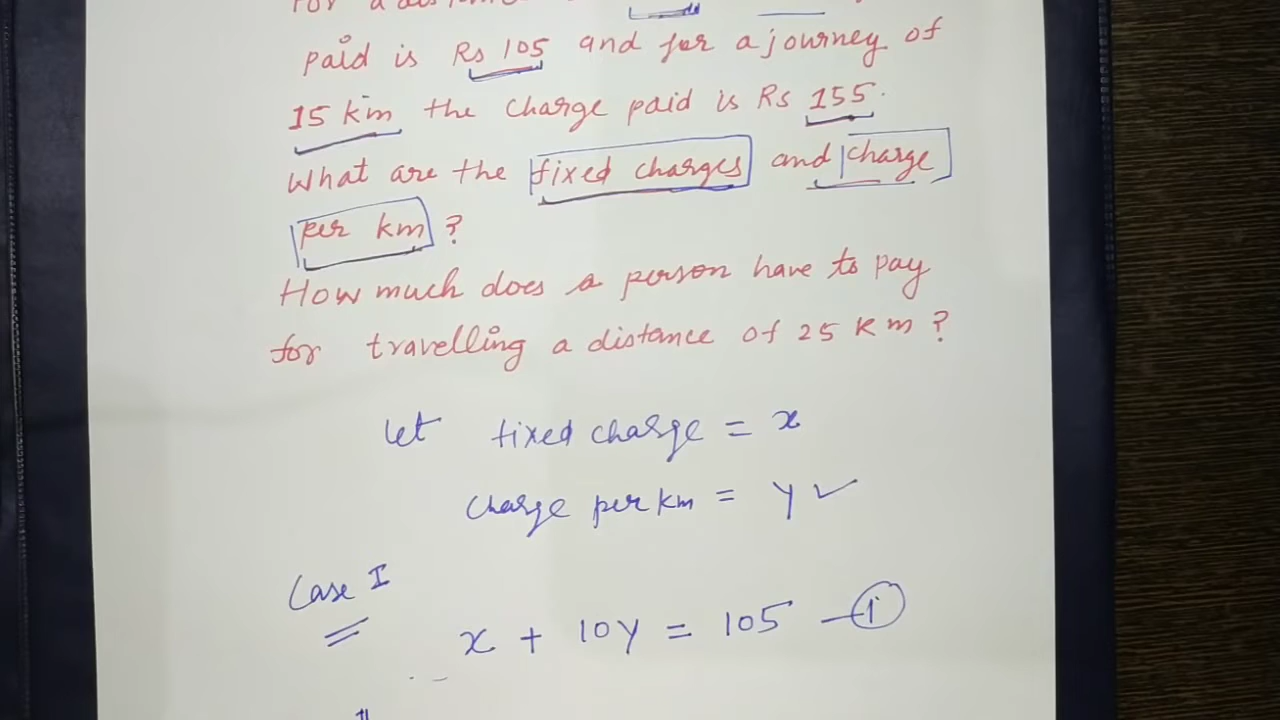 For a
paid is Rs 105 and for a journey of
15 km the charge paid is Rs 155.
What are the fixed charges and charge
per km ?
How much does a person have to pay
for travelling a distance of 25 km ?
let fixed charge = x
Charge per km = y ✓
Case I
x + 10y = 105 — (i)